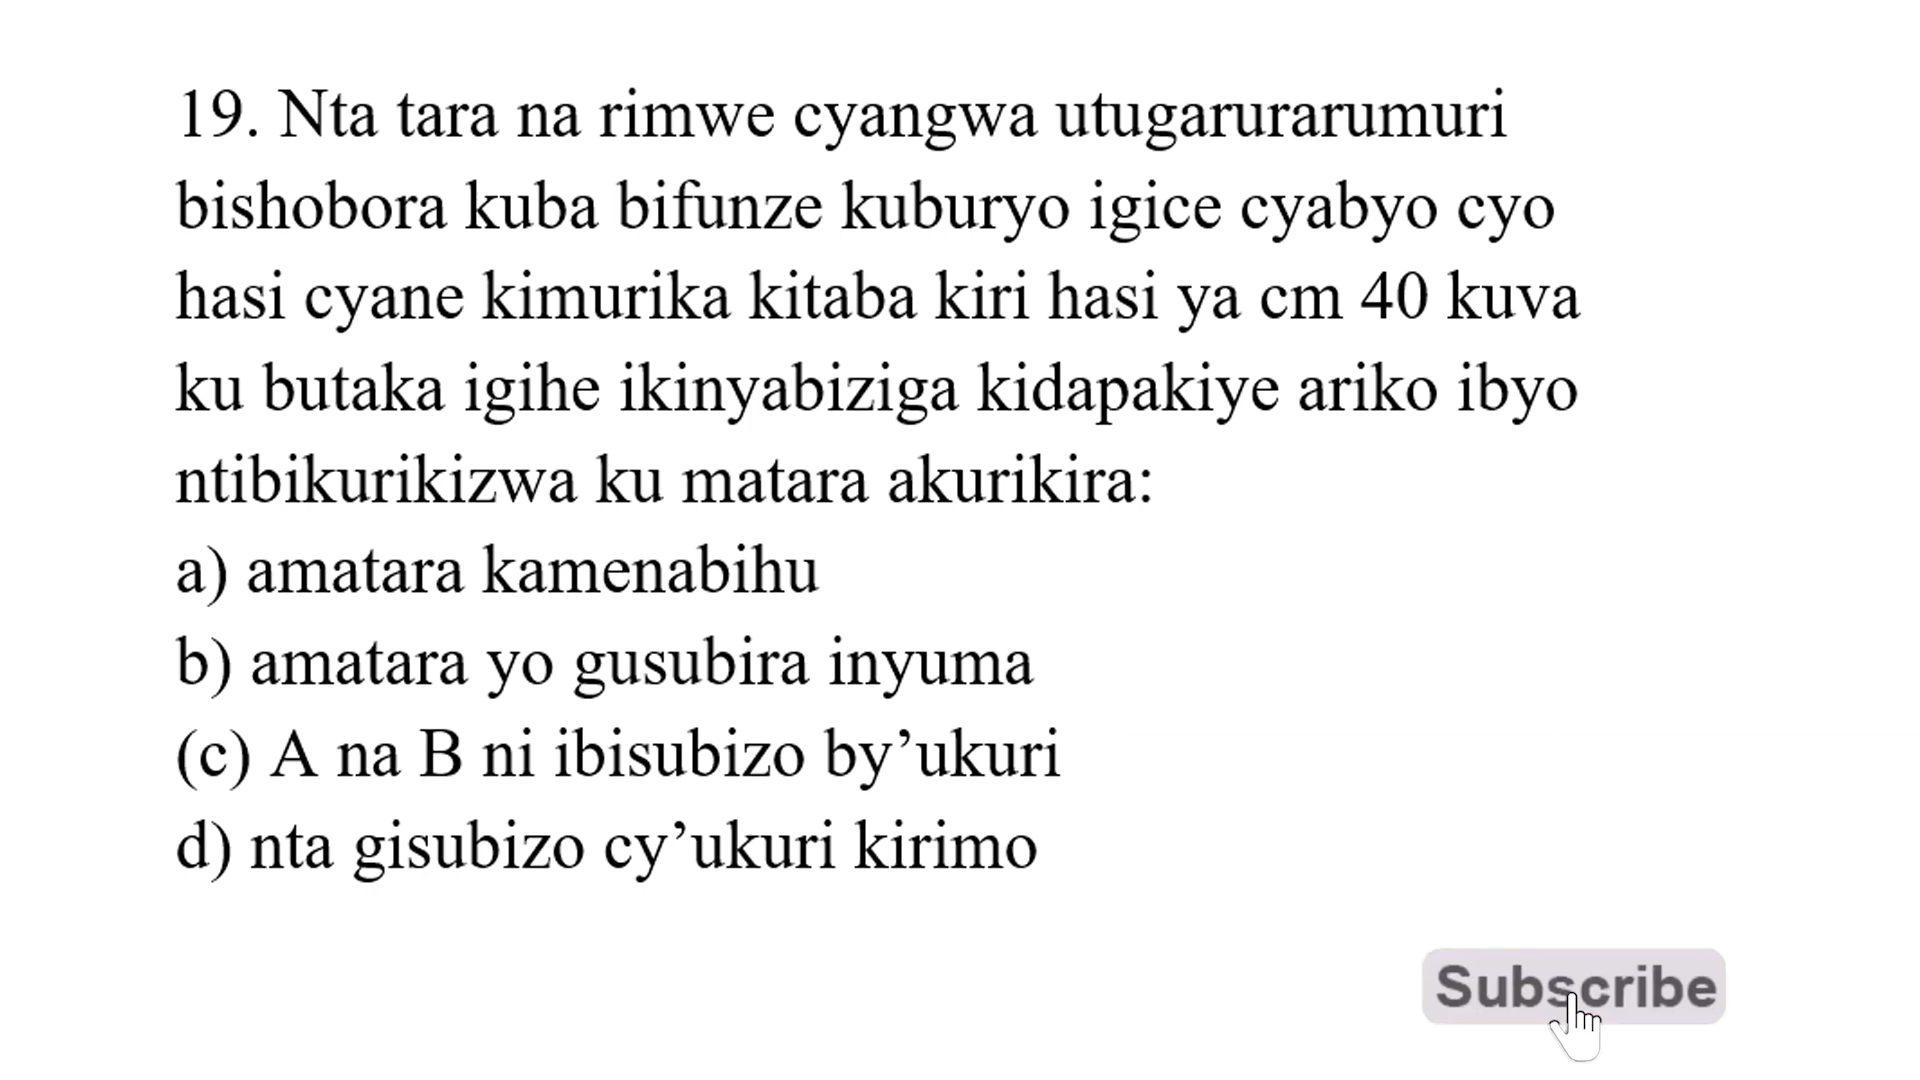 19. Nta tara na rimwe cyangwa utugarurarumuri
bishobora kuba bifunze kuburyo igice cyabyo cyo
hasi cyane kimurika kitaba kiri hasi ya cm 40 kuva
ku butaka igihe ikinyabiziga kidapakiye ariko ibyo
ntibikurikizwa ku matara akurikira:
a) amatara kamenabihu
b) amatara yo gusubira inyuma
(c) A na B ni ibisubizo by’ukuri
d) nta gisubizo cy’ukuri kirimo
Subscribe